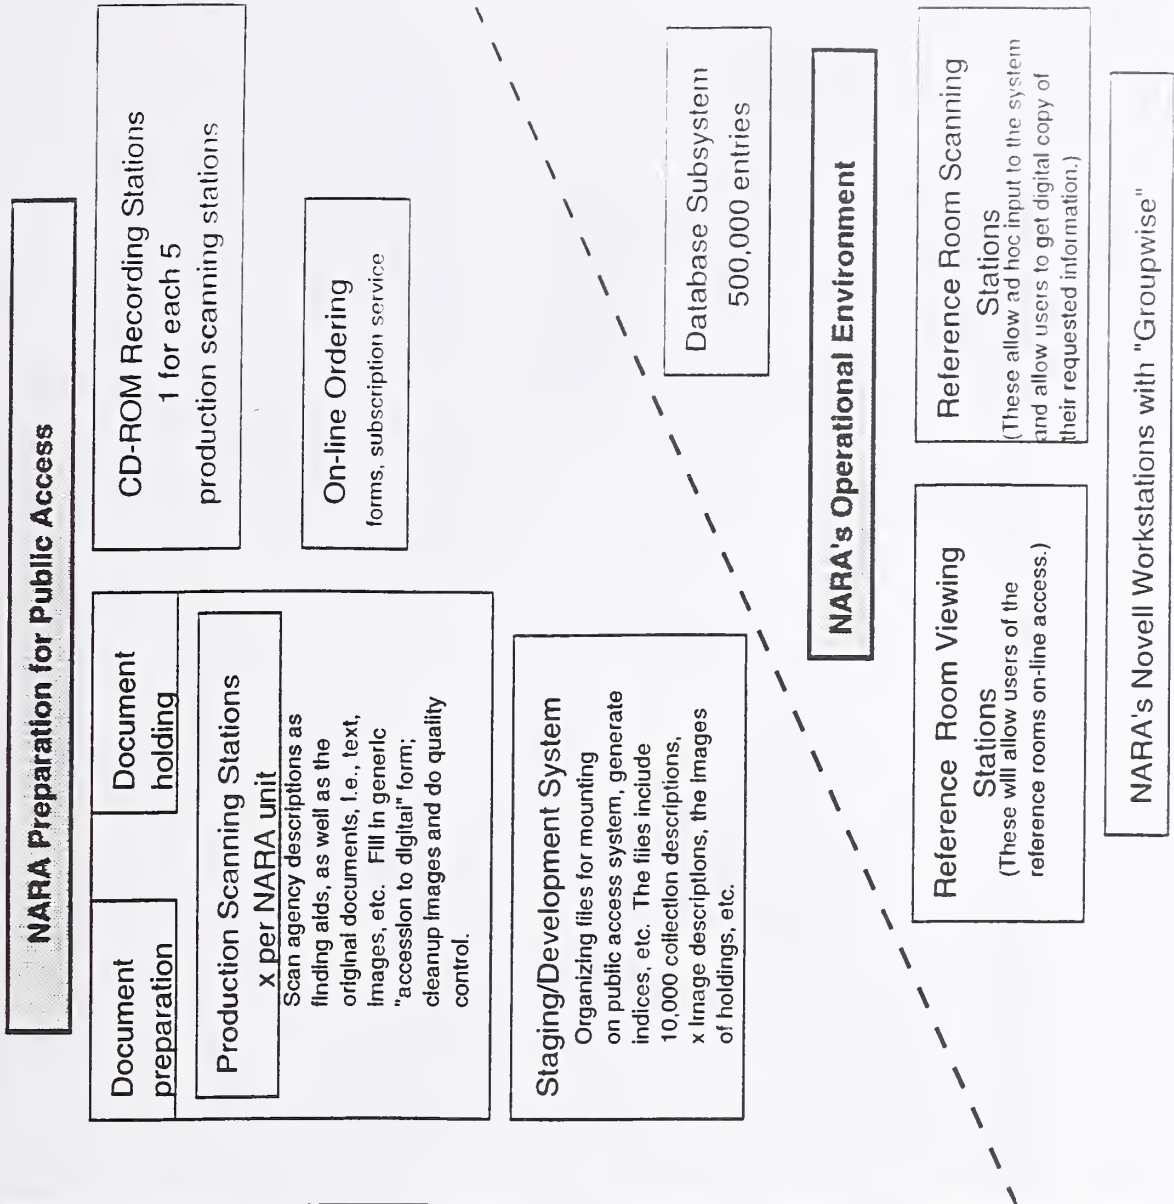 NARA Preparation for Public Access
Document
preparation
Document
holding
Production Scanning Stations
x per NARA unit
Scan agency descriptions as
finding aids, as well as the
original documents, i.e., text,
images, etc. Fill in generic
"accession to digital" form;
cleanup images and do quality
control.
CD-ROM Recording Stations
1 for each 5
production scanning stations
On-line Ordering
forms, subscription service
Staging/Development System
Organizing files for mounting
on public access system, generate
indices, etc. The files include
10,000 collection descriptions,
x image descriptions, the images
of holdings, etc.
Database Subsystem
500,000 entries
NARA's Operational Environment
Reference Room Viewing
Stations
(These will allow users of the
reference rooms on-line access.)
Reference Room Scanning
Stations
(These allow ad hoc input to the system
and allow users to get digital copy of
their requested information.)
NARA's Novell Workstations with "Groupwise"